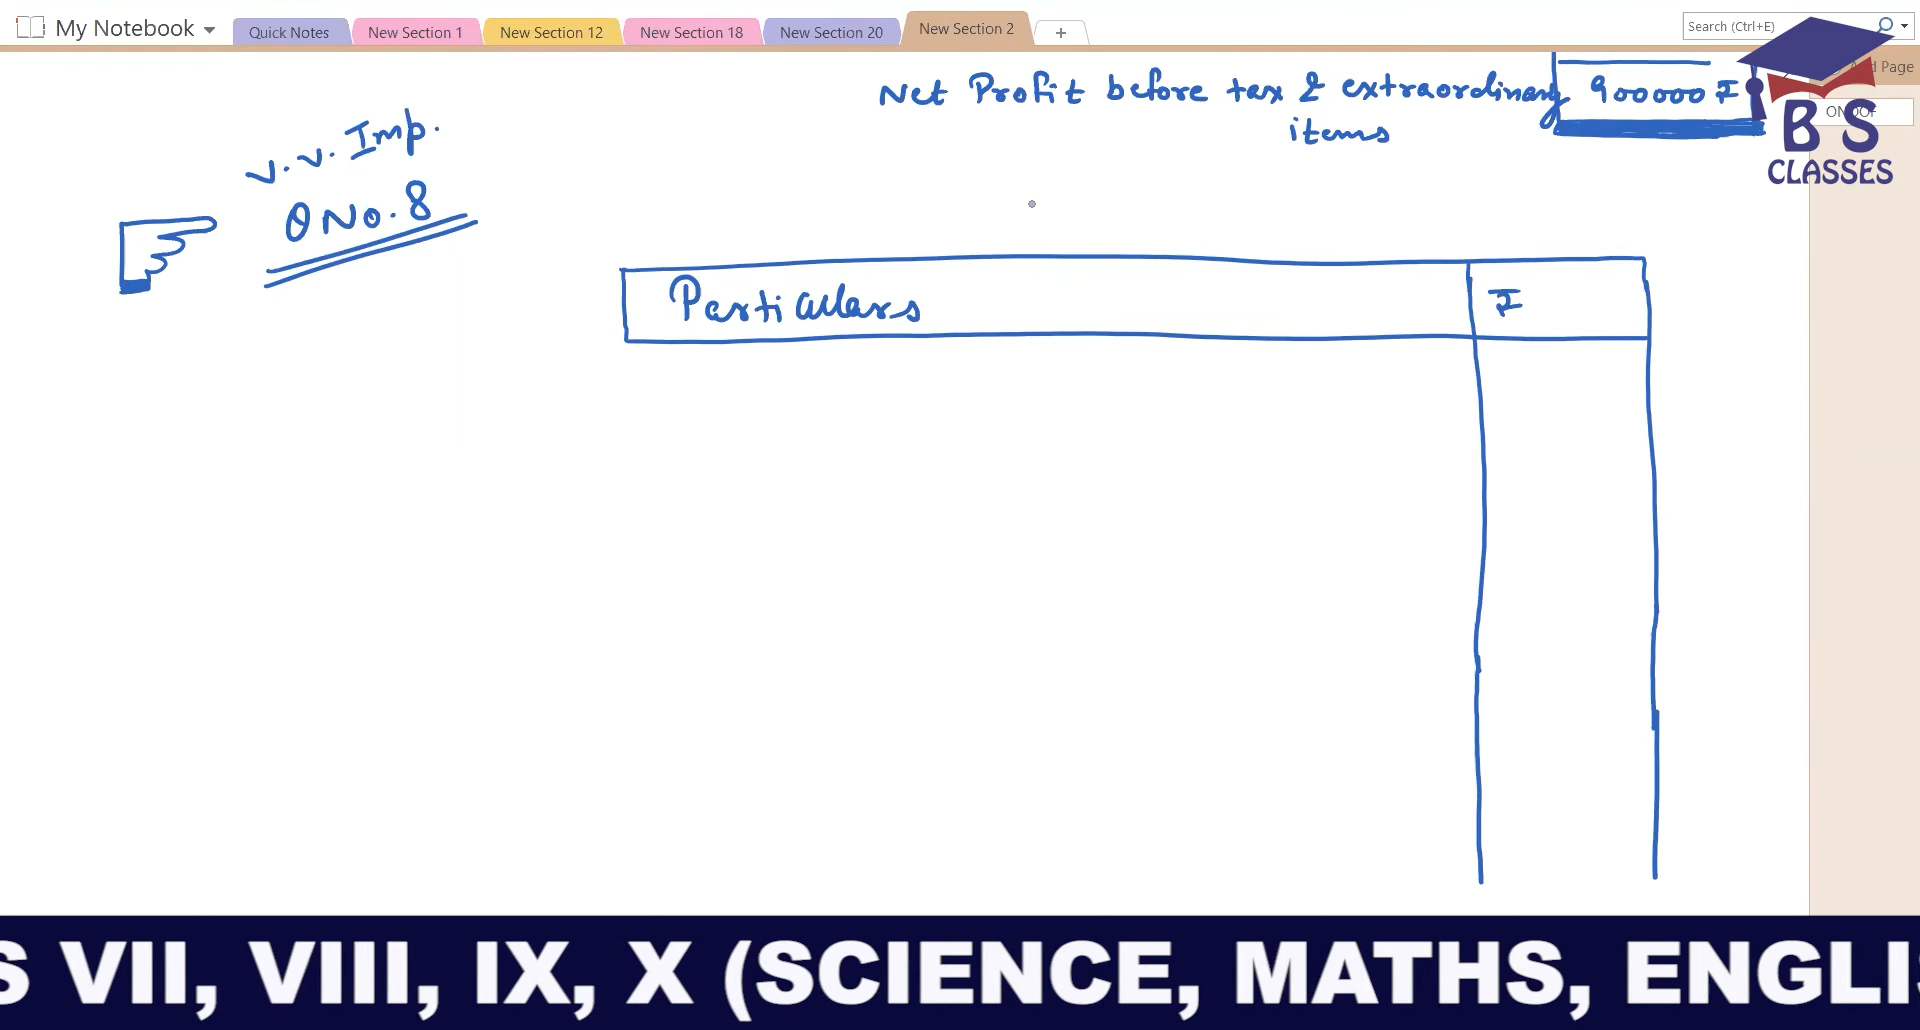 My Notebook
Quick Notes
New Section 1
New Section 12
New Section 18
New Section 20
New Section 2
+
Search (Ctrl+E)
d Page
Net Profit before tax & extraordinary 900000 ₹
items
B S
CLASSES
V. V. Imp.
Q No. 8
Particulars ₹
S VII, VIII, IX, X (SCIENCE, MATHS, ENGLIS